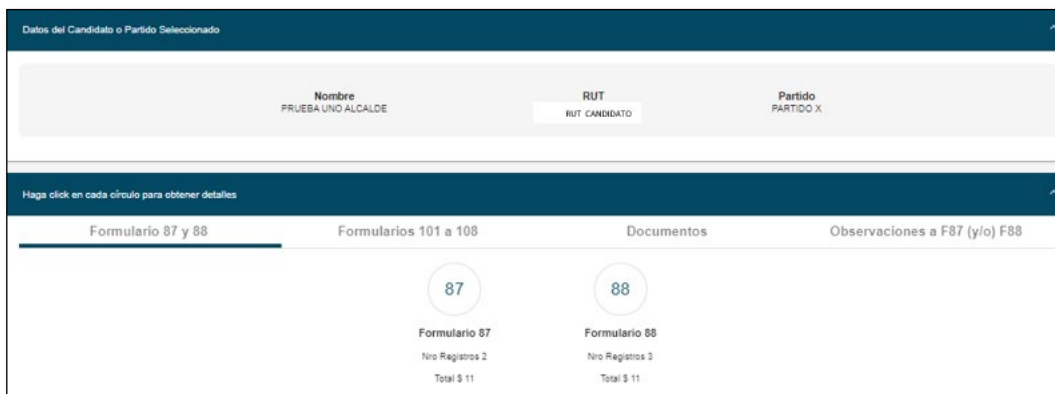 Datos del Candidato o Partido Seleccionado
Nombre RUT Partido
PRUEBA UNO ALCALDE RUT CANDIDATO PARTIDO X
Haga click en cada círculo para obtener detalles
Formulario 87 y 88 Formularios 101 a 108 Documentos Observaciones a F87 (y/o) F88
87 88
Formulario 87 Formulario 88
Nro Registros 2 Nro Registros 3
Total $ 11 Total $ 11